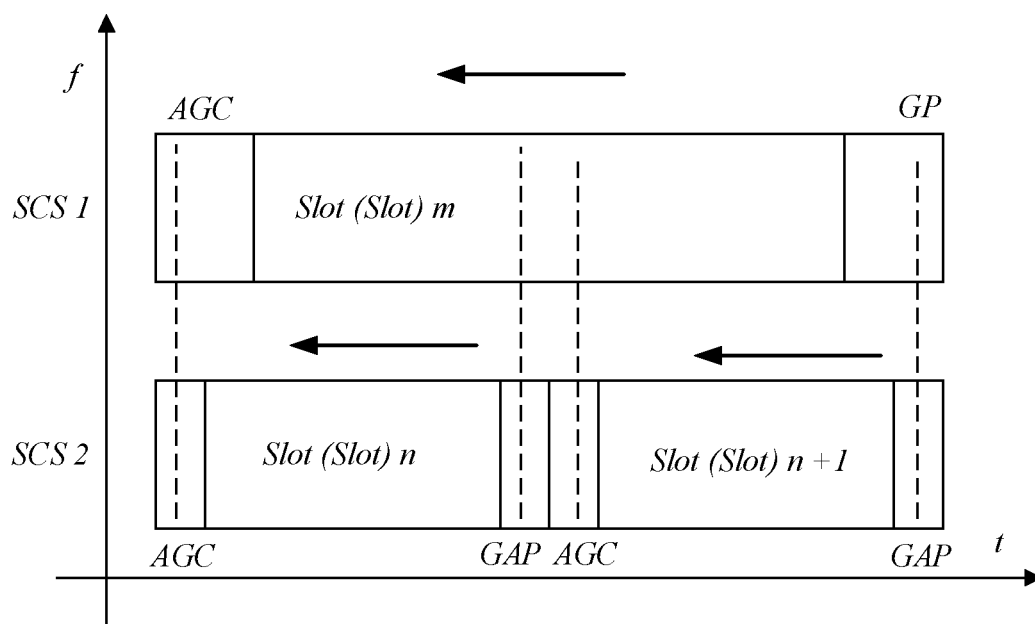 f
AGC
GP
SCS 1
Slot (Slot) m
SCS 2
Slot (Slot) n
Slot (Slot) n +1
AGC
GAP
AGC
GAP
t